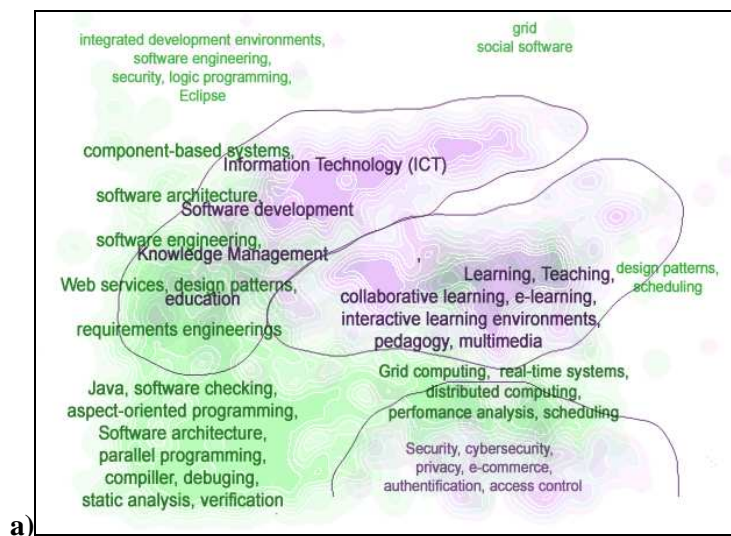 integrated development environments,
software engineering,
security, logic programming,
Eclipse
grid
social software
component-based systems,
Information Technology (ICT)
software architecture,
Software development
software engineering,
Knowledge Management
Web services, design patterns,
education
requirements engineerings
,
Learning, Teaching,
collaborative learning, e-learning,
interactive learning environments,
pedagogy, multimedia
design patterns,
scheduling
Java, software checking,
aspect-oriented programming,
Software architecture,
parallel programming,
compiller, debuging,
static analysis, verification
Grid computing, real-time systems,
distributed computing,
perfomance analysis, scheduling
Security, cybersecurity,
privacy, e-commerce,
authentification, access control
a)